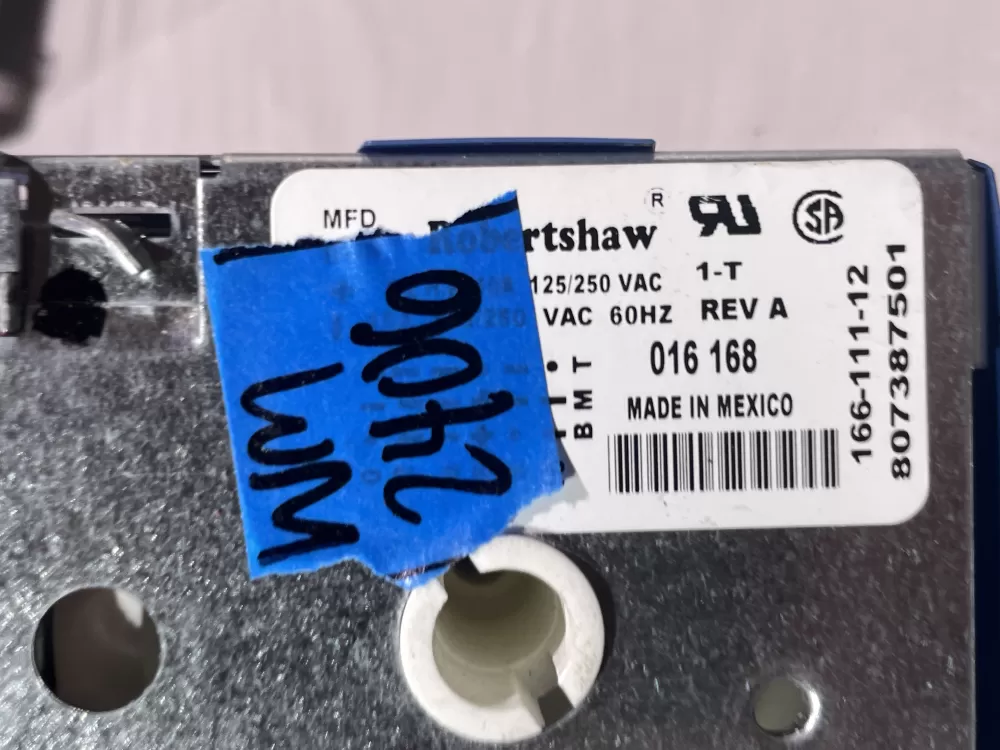 MFD
Robertshaw ®
125/250 VAC 1-T
VAC 60HZ REV A
016 168
MADE IN MEXICO
BMT
166-111-12
807387501
2406
WM